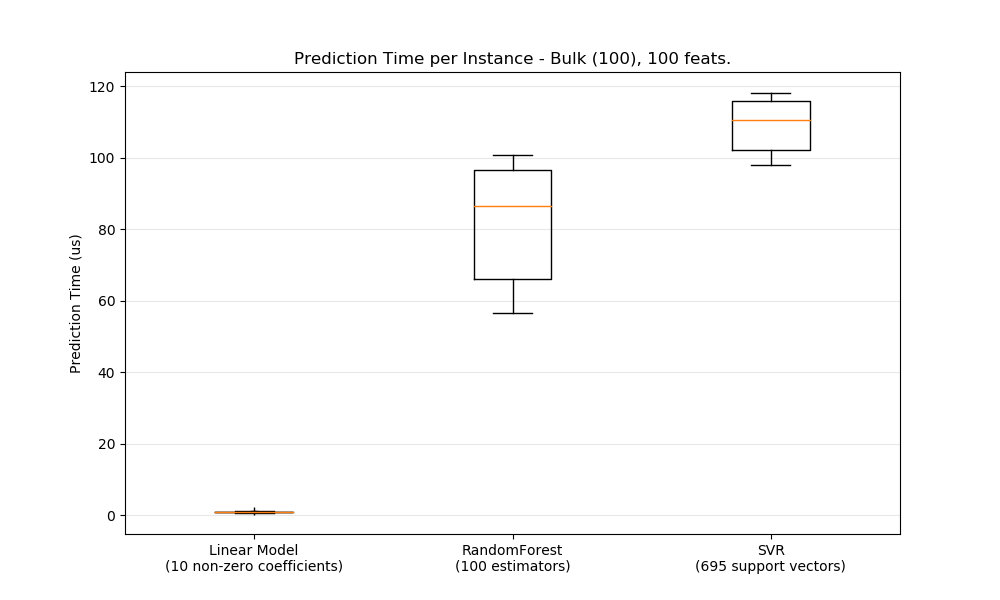 Prediction Time per Instance - Bulk (100), 100 feats.
Prediction Time (us)
120
100
80
60
40
20
0
Linear Model
(10 non-zero coefficients)
RandomForest
(100 estimators)
SVR
(695 support vectors)